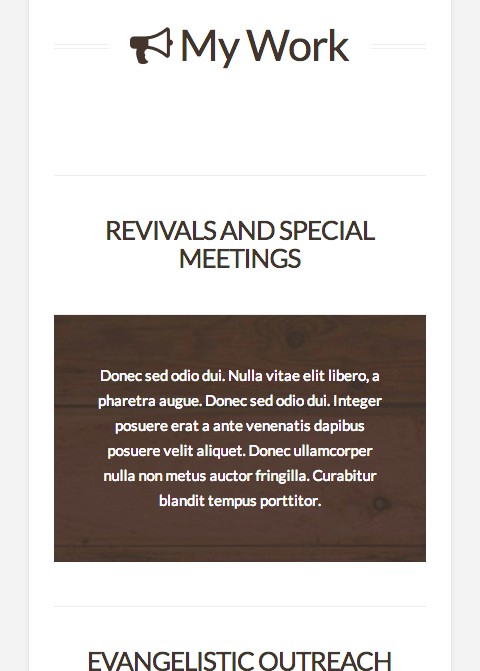 My Work
REVIVALS AND SPECIAL
MEETINGS
Donec sed odio dui. Nulla vitae elit libero, a
pharetra augue. Donec sed odio dui. Integer
posuere erat a ante venenatis dapibus
posuere velit aliquet. Donec ullamcorper
nulla non metus auctor fringilla. Curabitur
blandit tempus porttitor.
EVANGELISTIC OUTREACH